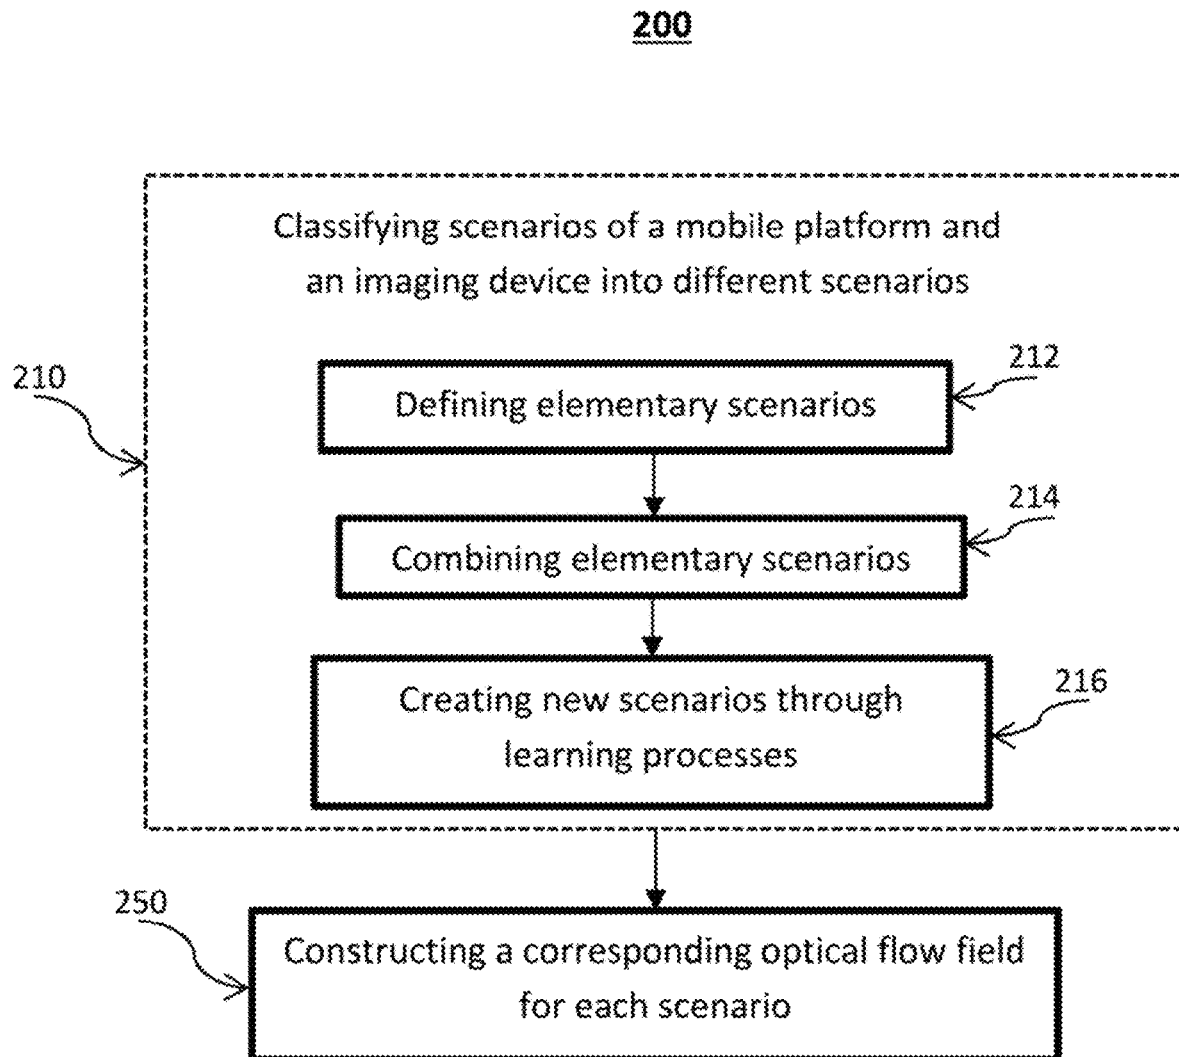 200
Classifying scenarios of a mobile platform and
an imaging device into different scenarios
210
212
Defining elementary scenarios
214
Combining elementary scenarios
216
Creating new scenarios through
learning processes
250
Constructing a corresponding optical flow field
for each scenario